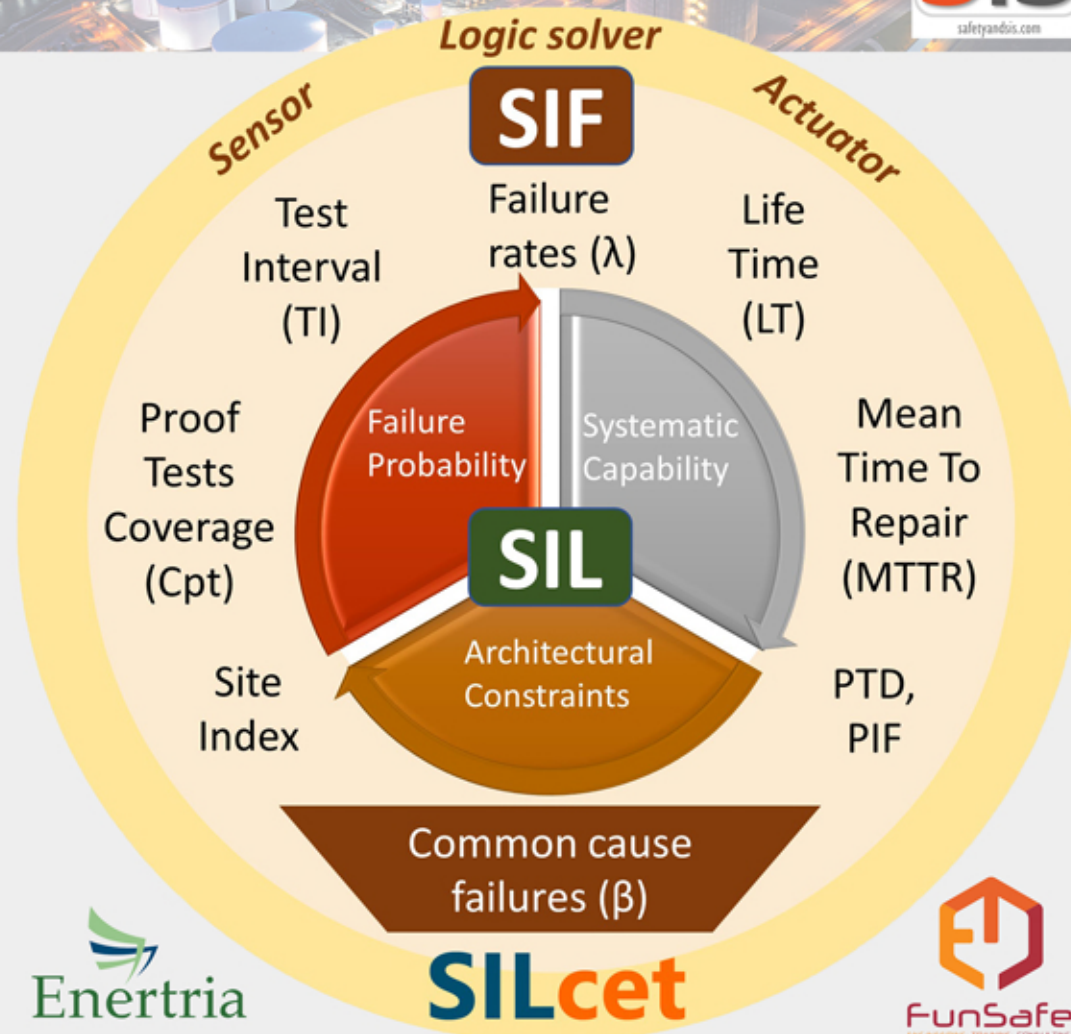 safetyandsis.com
Logic solver
Sensor
Actuator
SIF
Test
Interval
(TI)
Failure
rates (λ)
Life
Time
(LT)
Proof
Tests
Coverage
(Cpt)
Failure
Probability
Systematic
Capability
Mean
Time To
Repair
(MTTR)
SIL
Site
Index
Architectural
Constraints
PTD,
PIF
Common cause
failures (β)
Enertria
SILcet
FunSafe